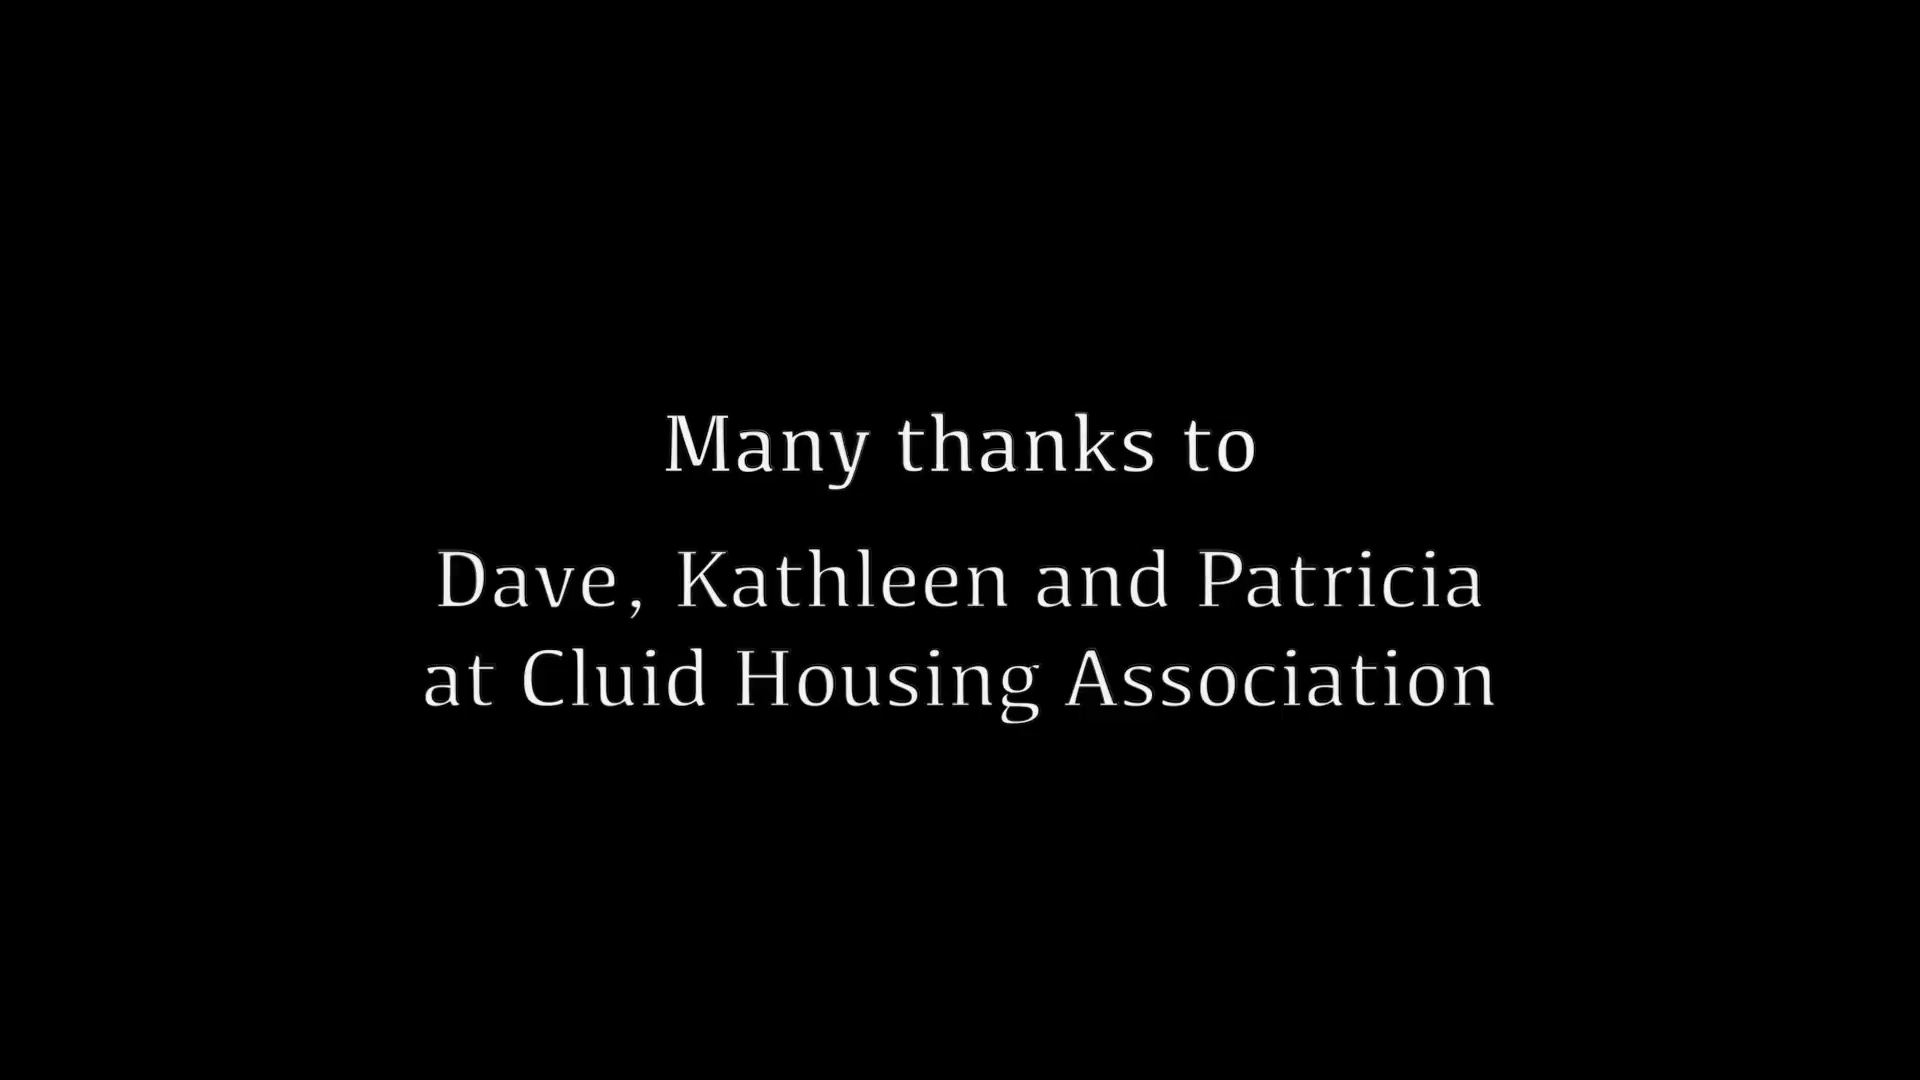 Many thanks to
Dave, Kathleen and Patricia
at Cluid Housing Association